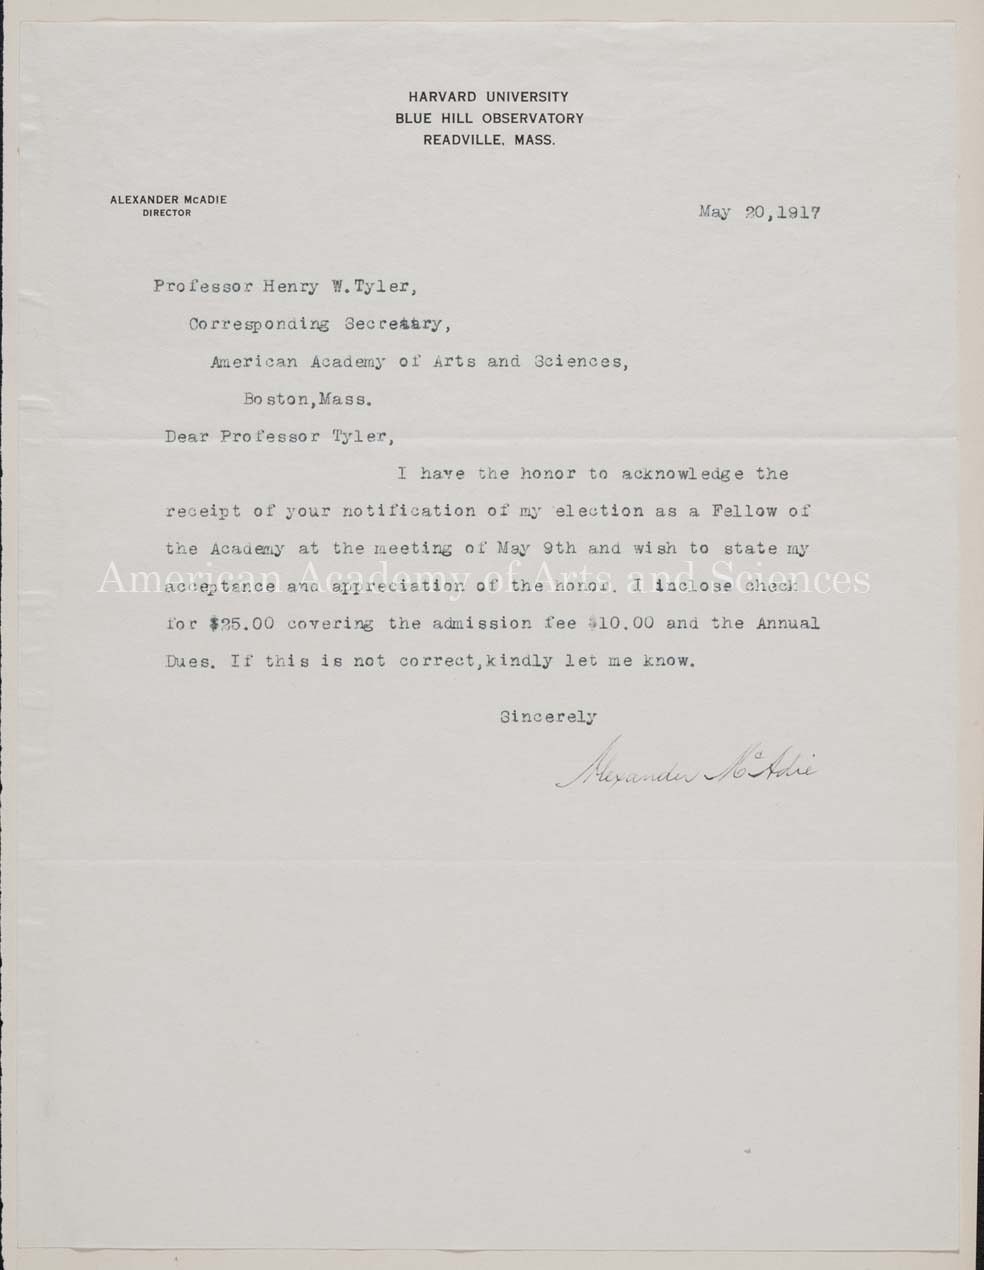 HARVARD UNIVERSITY
BLUE HILL OBSERVATORY
READVILLE, MASS.
ALEXANDER McADIE
DIRECTOR
May 20,1917
Professor Henry W.Tyler,
Corresponding Secretary,
American Academy of Arts and Sciences,
Boston,Mass.
Dear Professor Tyler,
I have the honor to acknowledge the
receipt of your notification of my election as a Fellow of
the Academy at the meeting of May 9th and wish to state my
American Academy of Arts and Sciences
acceptance and appreciation of the honor. I inclose check
for $25.00 covering the admission fee $10.00 and the Annual
Dues. If this is not correct,kindly let me know.
Sincerely
Alexander McAdie